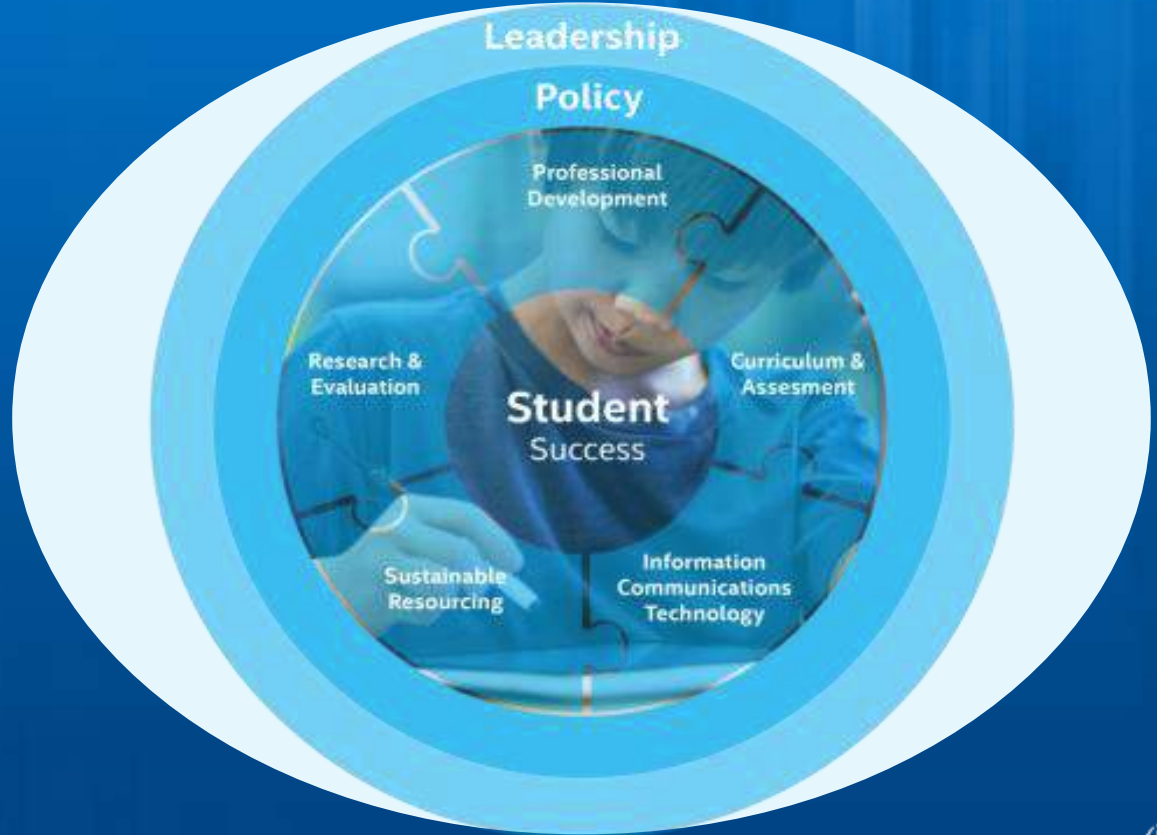 Leadership
Policy
Professional
Development
Research &
Evaluation
Curriculum &
Assesment
Student
Success
Sustainable
Resourcing
Information
Communications
Technology